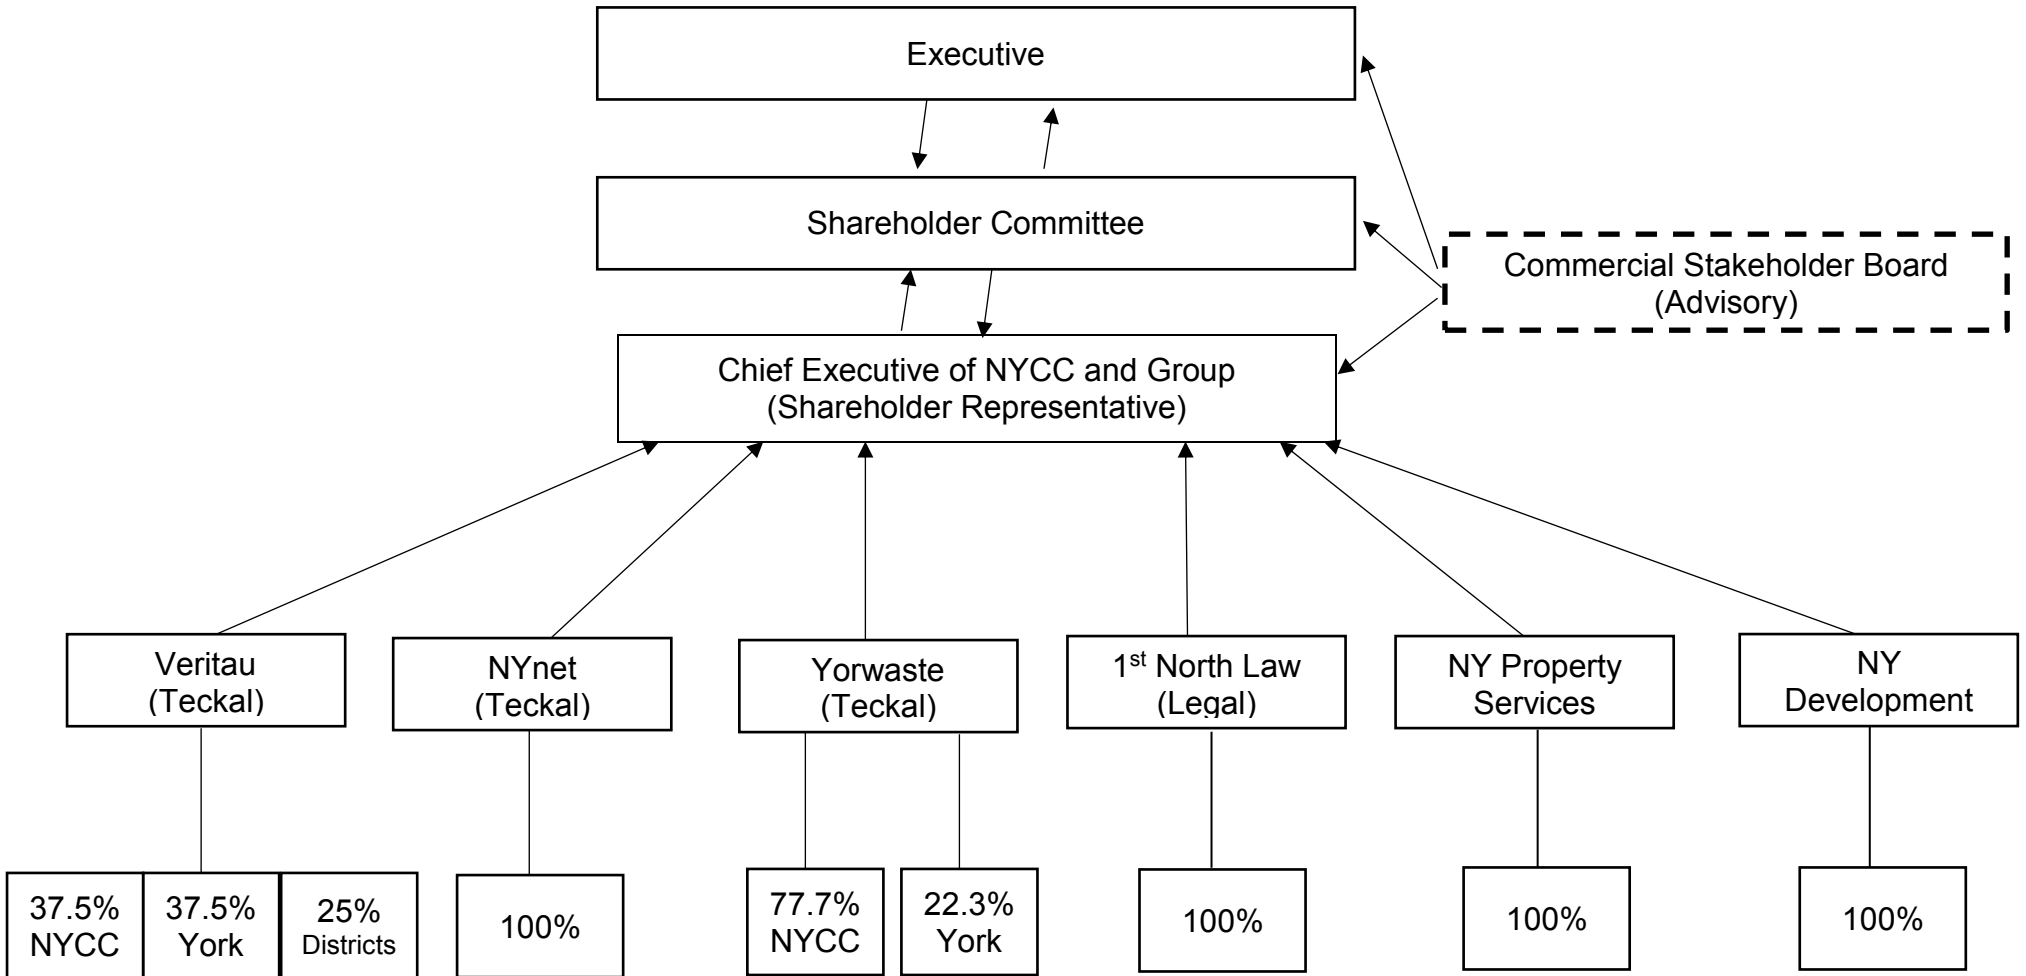 Executive
Shareholder Committee
Commercial Stakeholder Board
(Advisory)
Chief Executive of NYCC and Group
(Shareholder Representative)
Veritau
(Teckal)
NYnet
(Teckal)
Yorwaste
(Teckal)
1st North Law
(Legal)
NY Property
Services
NY
Development
37.5%
NYCC
37.5%
York
25%
Districts
100%
77.7%
NYCC
22.3%
York
100%
100%
100%